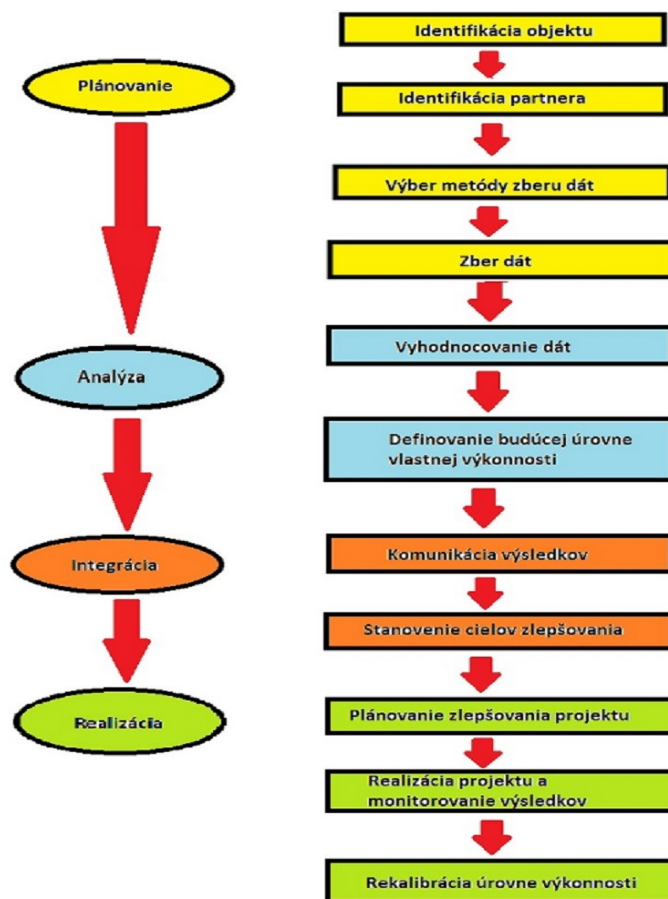 Plánovanie
Analýza
Integrácia
Realizácia
Identifikácia objektu
Identifikácia partnera
Výber metódy zberu dát
Zber dát
Vyhodnocovanie dát
Definovanie budúcej úrovne
vlastnej výkonnosti
Komunikácia výsledkov
Stanovenie cielov zlepšovania
Plánovanie zlepšovania projektu
Realizácia projektu a
monitorovanie výsledkov
Rekalibrácia úrovne výkonnosti